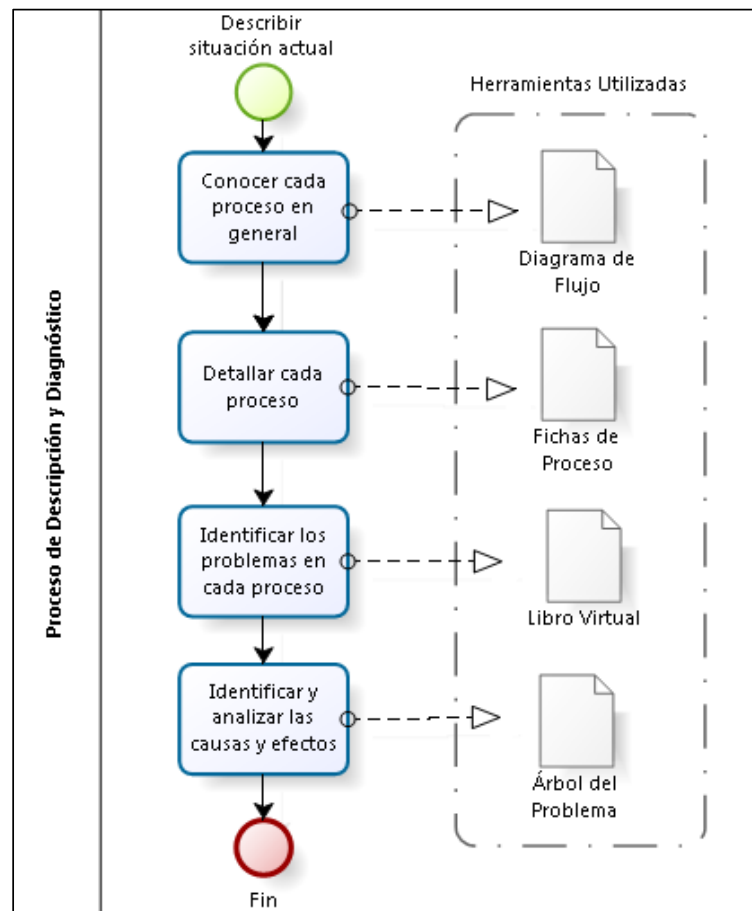 Proceso de Descripción y Diagnóstico
Describir
situación actual
Herramientas Utilizadas
Conocer cada
proceso en
general
Diagrama de
Flujo
Detallar cada
proceso
Fichas de
Proceso
Identificar los
problemas en
cada proceso
Libro Virtual
Identificar y
analizar las
causas y efectos
Árbol del
Problema
Fin